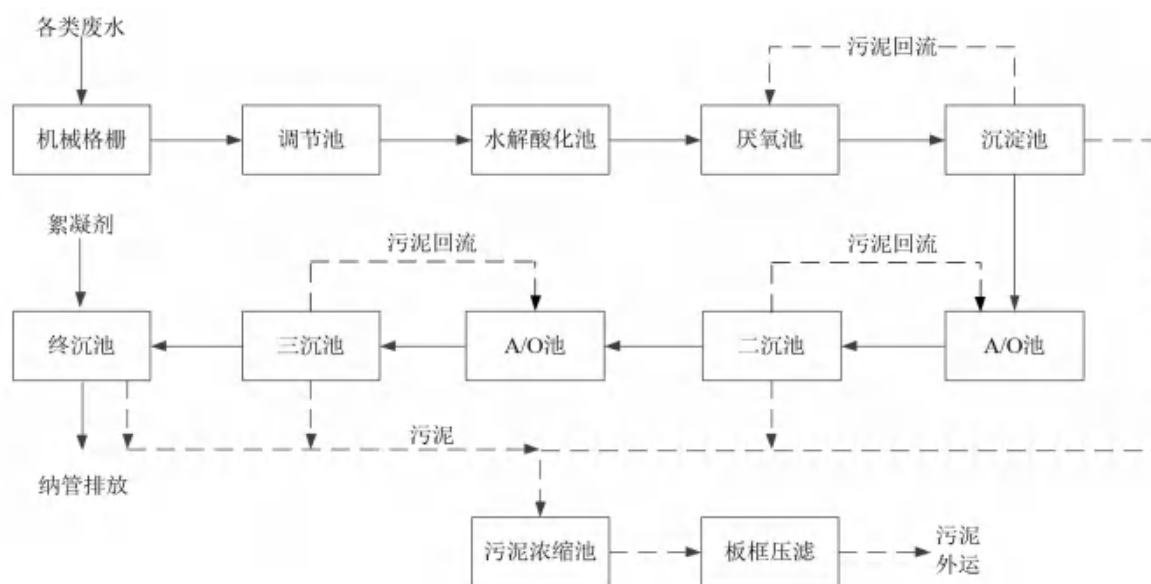 各类废水
污泥回流
机械格栅
调节池
水解酸化池
厌氧池
沉淀池
絮凝剂
污泥回流
污泥回流
终沉池
三沉池
A/O池
二沉池
A/O池
污泥
纳管排放
污泥浓缩池
板框压滤
污泥
外运